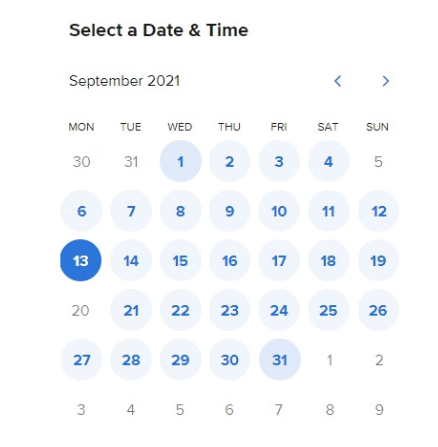 Select a Date & Time
September 2021
MON TUE WED THU FRI SAT SUN
30 31 1 2 3 4 5
6 7 8 9 10 11 12
13 14 15 16 17 18 19
20 21 22 23 24 25 26
27 28 29 30 31 1 2
3 4 5 6 7 8 9